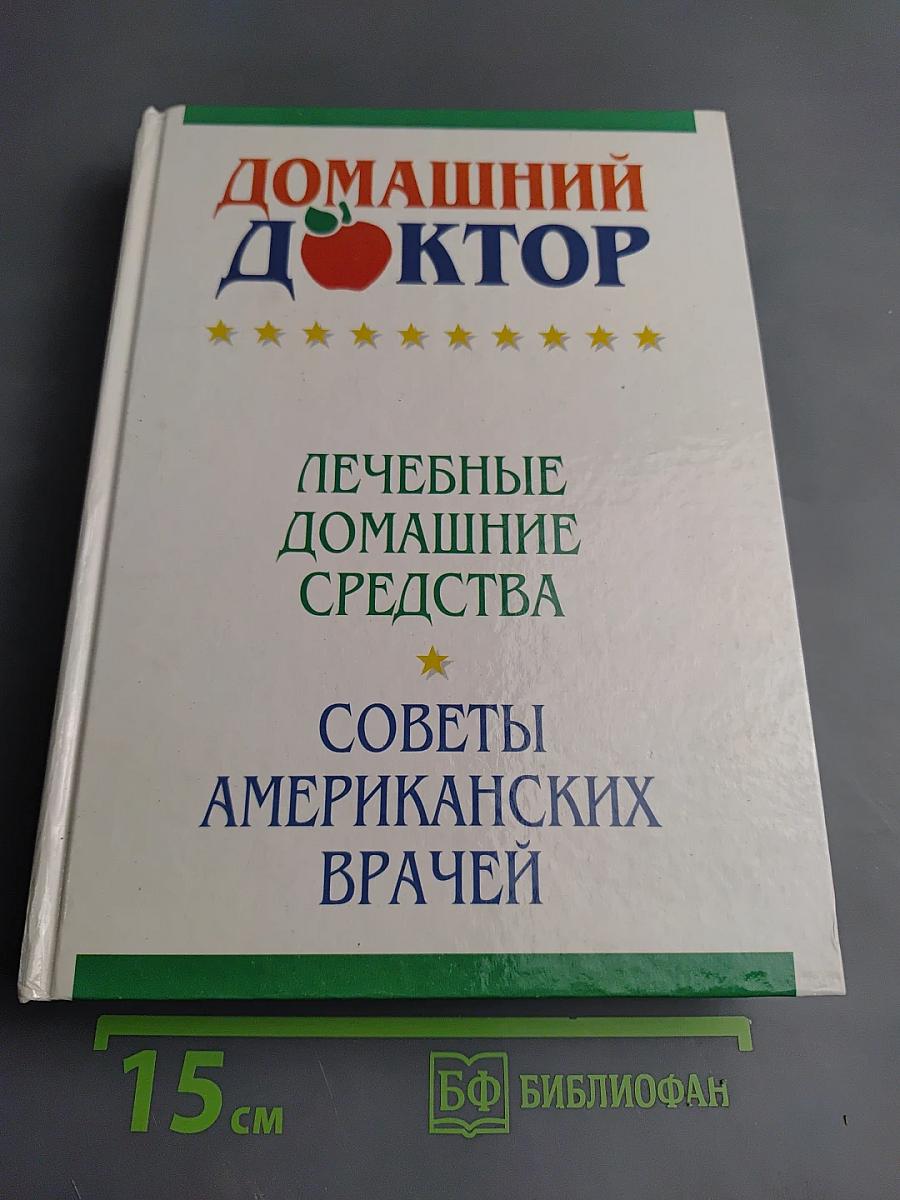 ДОМАШНИЙ
ДОКТОР
ЛЕЧЕБНЫЕ
ДОМАШНИЕ
СРЕДСТВА
СОВЕТЫ
АМЕРИКАНСКИХ
ВРАЧЕЙ
15 см
БФ БИБЛИОФАН